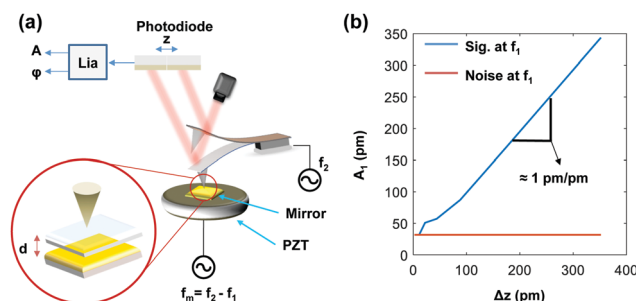 (a)
Photodiode
z
A
φ
Lia
f₂
Mirror
PZT
d
fₘ= f₂ - f₁
(b)
350
300
250
200
150
100
50
0
A₁ (pm)
Sig. at f₁
Noise at f₁
≈ 1 pm/pm
0 100 200 300 400
Δz (pm)